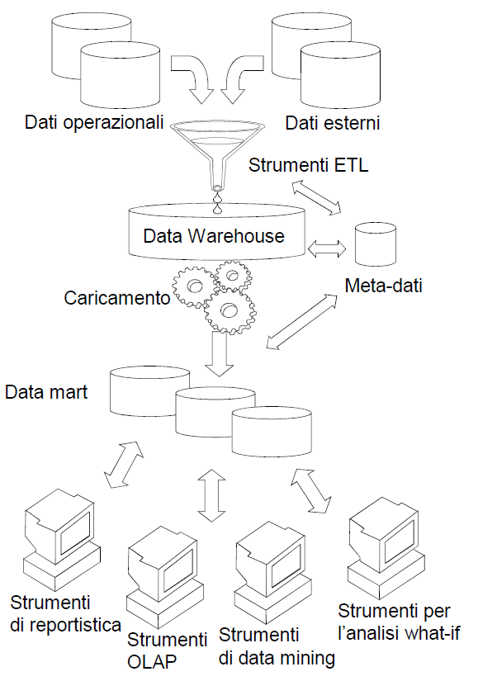 Dati operazionali
Dati esterni
Strumenti ETL
Data Warehouse
Meta-dati
Caricamento
Data mart
Strumenti
di reportistica
Strumenti
OLAP
Strumenti
di data mining
Strumenti per
l'analisi what-if